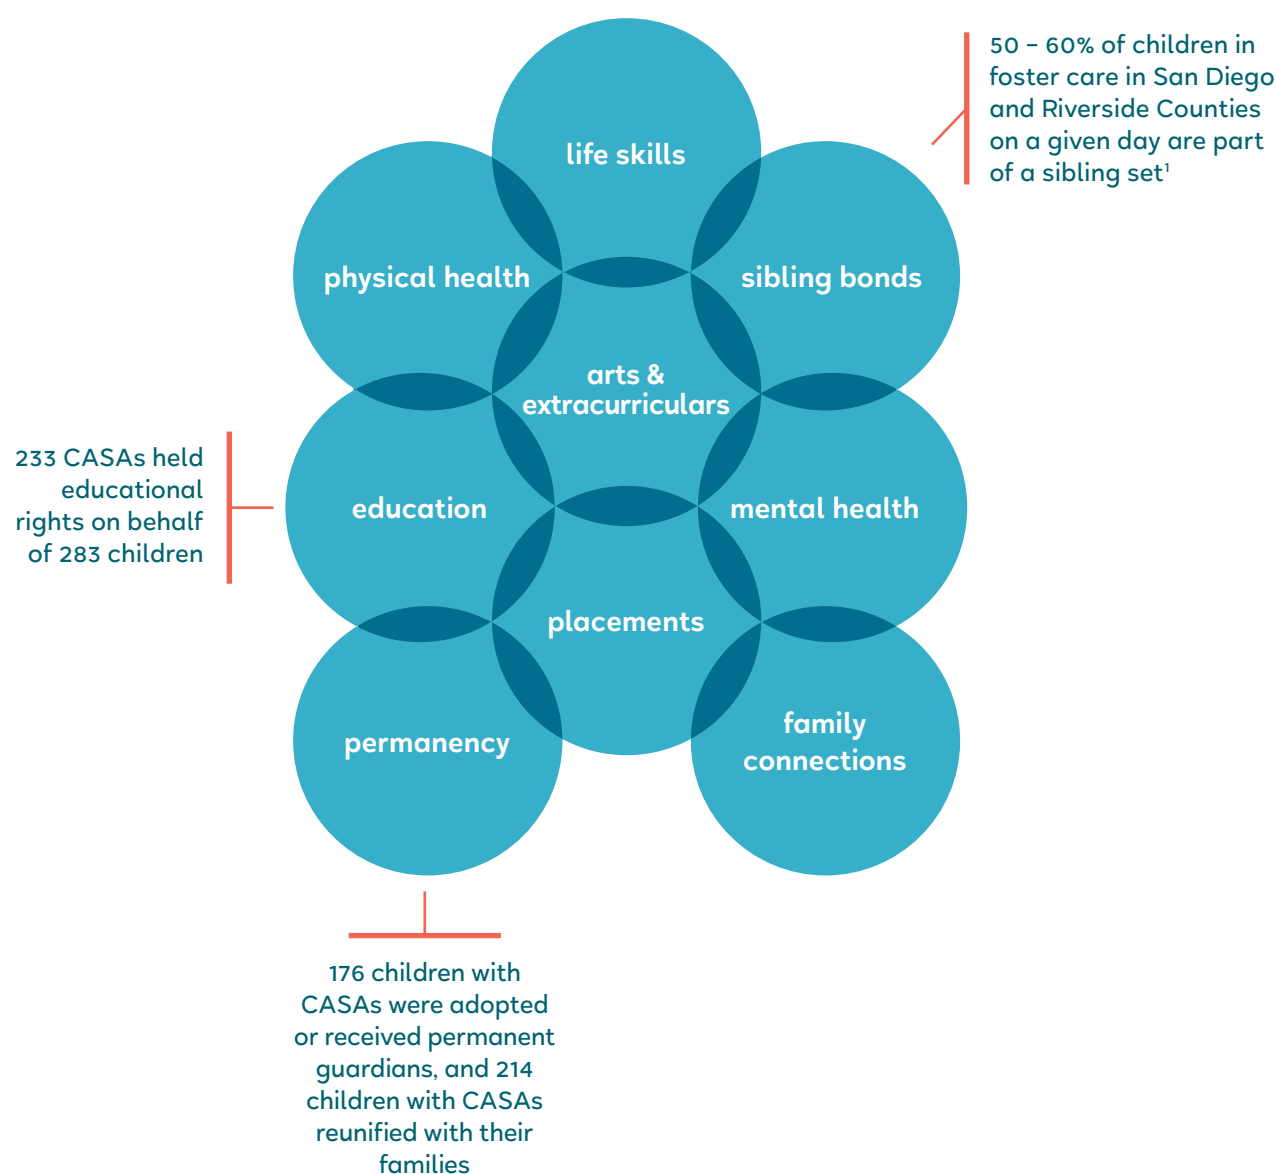 50 – 60% of children in
foster care in San Diego
and Riverside Counties
on a given day are part
of a sibling set¹
life skills
physical health
sibling bonds
arts &
extracurriculars
233 CASAs held
educational
rights on behalf
of 283 children
education
mental health
placements
permanency
family
connections
176 children with
CASAs were adopted
or received permanent
guardians, and 214
children with CASAs
reunified with their
families